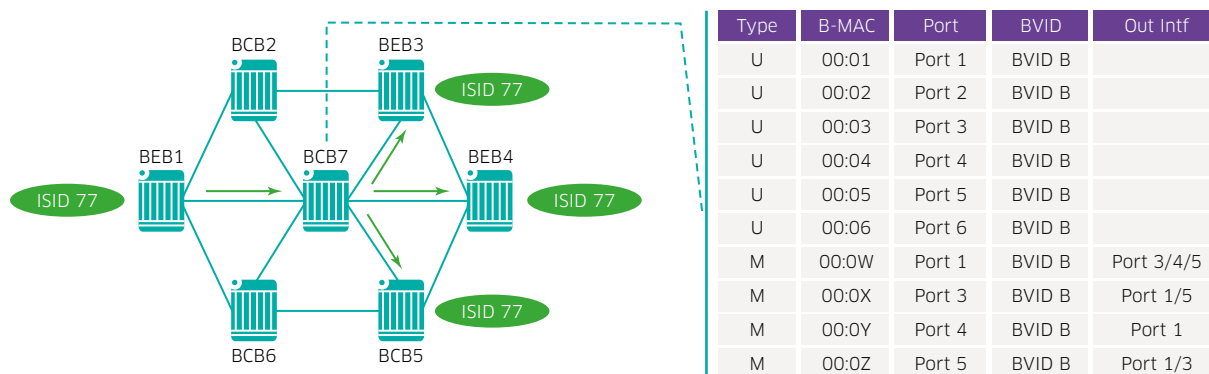 BCB2
BEB3
ISID 77
BEB1
BCB7
BEB4
ISID 77
ISID 77
ISID 77
BCB6
BCB5
Type B-MAC Port BVID Out Intf
U 00:01 Port 1 BVID B
U 00:02 Port 2 BVID B
U 00:03 Port 3 BVID B
U 00:04 Port 4 BVID B
U 00:05 Port 5 BVID B
U 00:06 Port 6 BVID B
M 00:0W Port 1 BVID B Port 3/4/5
M 00:0X Port 3 BVID B Port 1/5
M 00:0Y Port 4 BVID B Port 1
M 00:0Z Port 5 BVID B Port 1/3